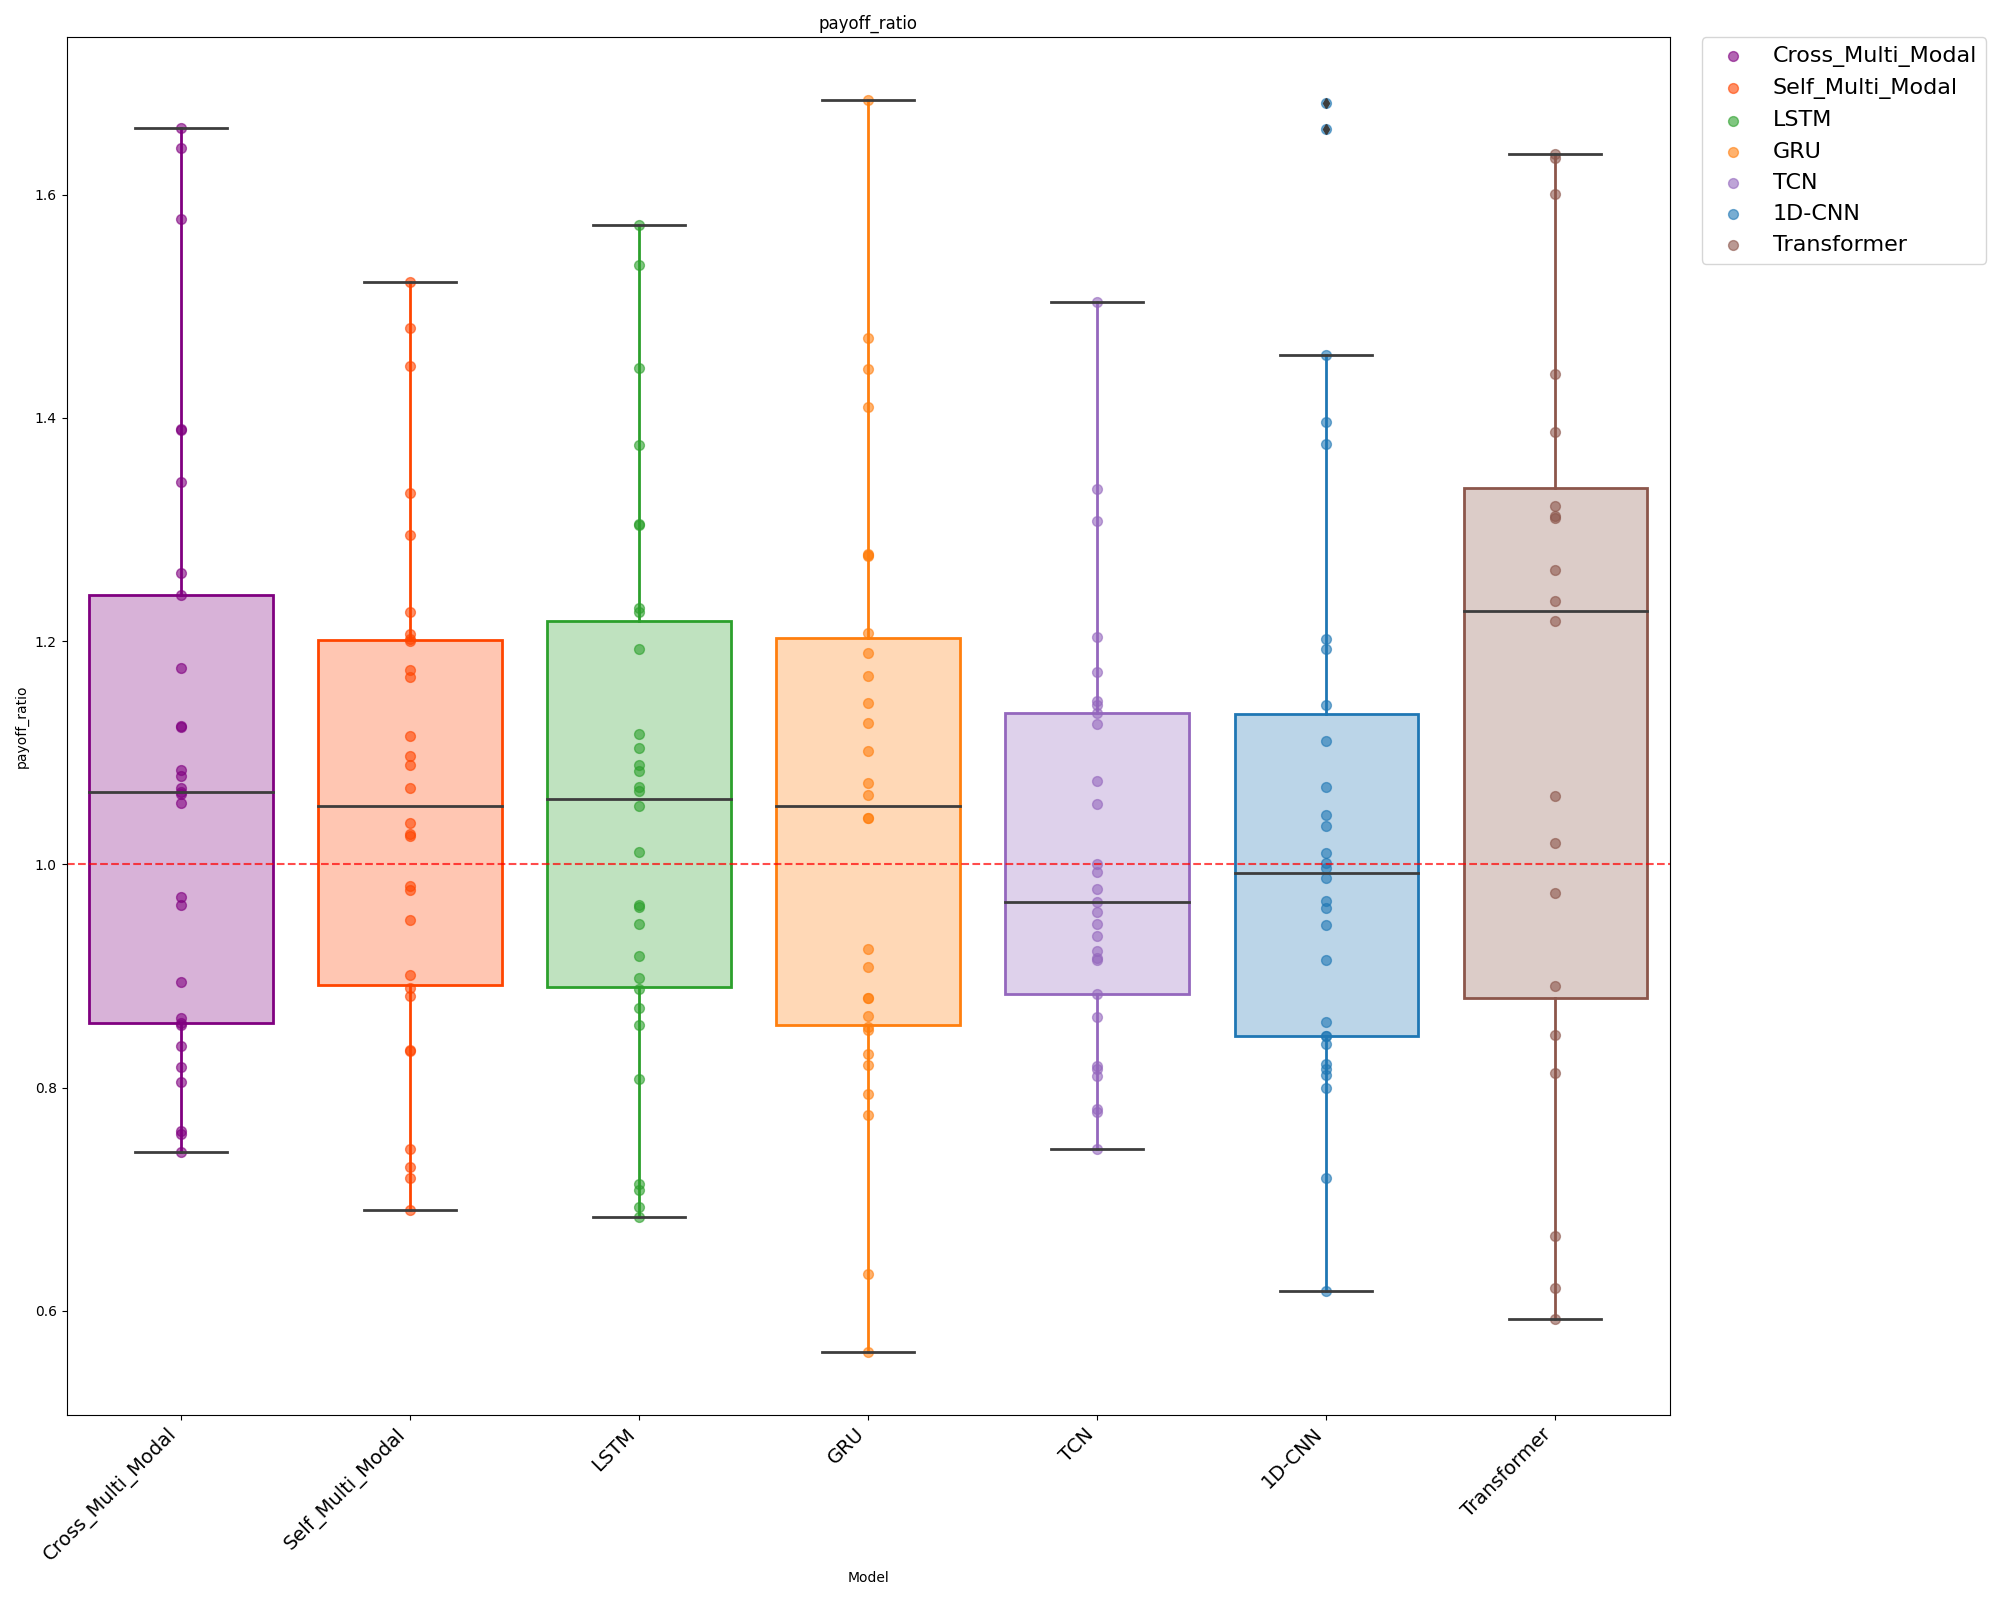 payoff_ratio
Cross_Multi_Modal
Self_Multi_Modal
LSTM
GRU
TCN
1D-CNN
Transformer
payoff_ratio
1.6
1.4
1.2
1.0
0.8
0.6
Cross_Multi_Modal
Self_Multi_Modal
LSTM
GRU
TCN
1D-CNN
Transformer
Model